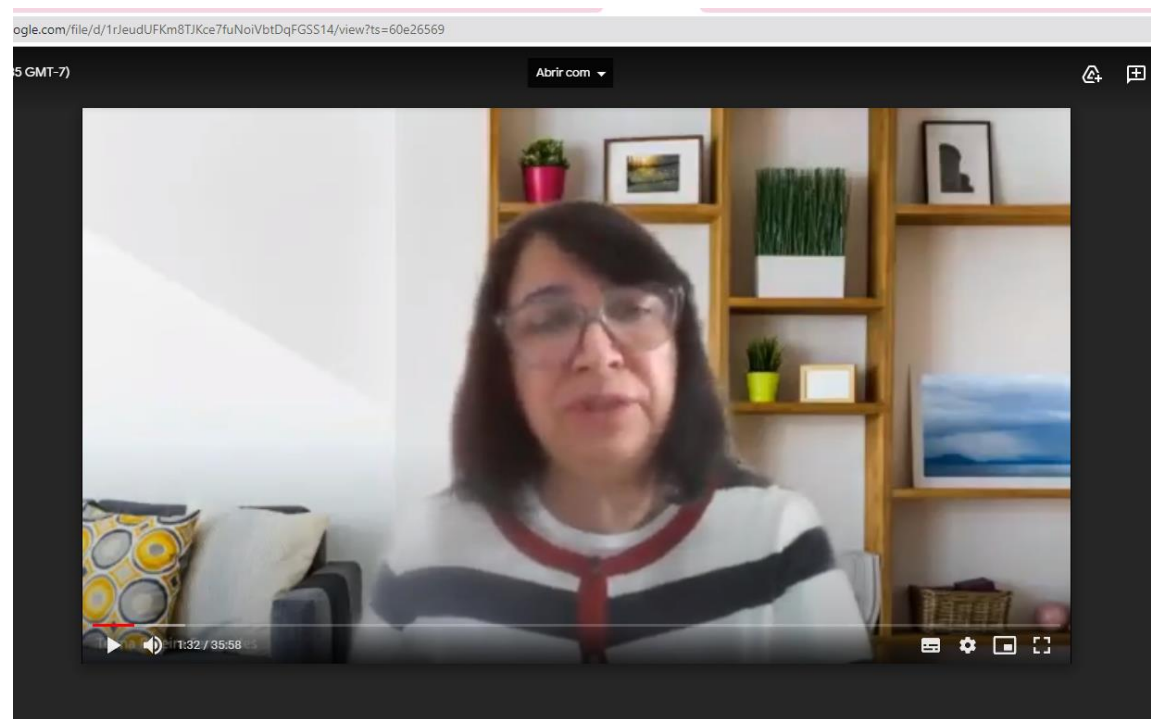 ogle.com/file/d/1rJeudUFKm8TJKce7fuNoiVbtDqFGSS14/view?ts=60e26569
5 GMT-7)
Abrir com
1:32 / 35:58